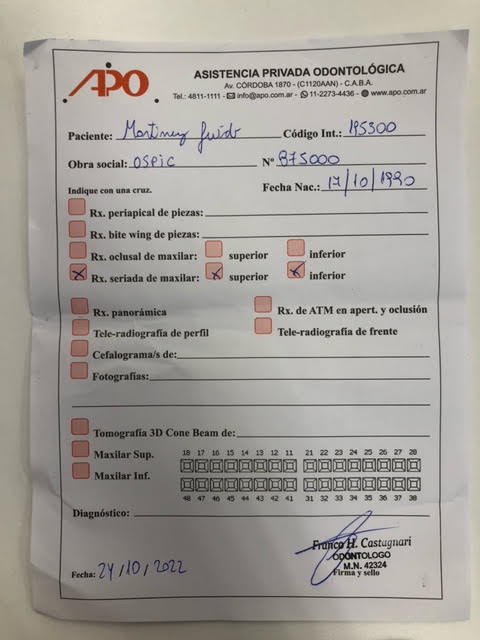 APO.
ASISTENCIA PRIVADA ODONTOLÓGICA
Av. CÓRDOBA 1870 - (C1120AAN) - C.A.B.A.
Tel.: 4811-1111 - info@apo.com.ar - 11-2273-4436 - www.apo.com.ar
Paciente: Martinez Guido Código Int.: 195300
Obra social: OSPIC Nº 875000
Indique con una cruz. Fecha Nac.: 17/10/1990
Rx. periapical de piezas:
Rx. bite wing de piezas:
Rx. oclusal de maxilar: superior inferior
X Rx. seriada de maxilar: X superior X inferior
Rx. panorámica Rx. de ATM en apert. y oclusión
Tele-radiografía de perfil Tele-radiografía de frente
Cefalograma/s de:
Fotografías:
Tomografía 3D Cone Beam de:
Maxilar Sup. 18 17 16 15 14 13 12 11 21 22 23 24 25 26 27 28
Maxilar Inf.
48 47 46 45 44 43 42 41 31 32 33 34 35 36 37 38
Diagnóstico:
Franco H. Castagnari
ODONTOLOGO
M.N. 42324
Fecha: 24/10/2022 Firma y sello